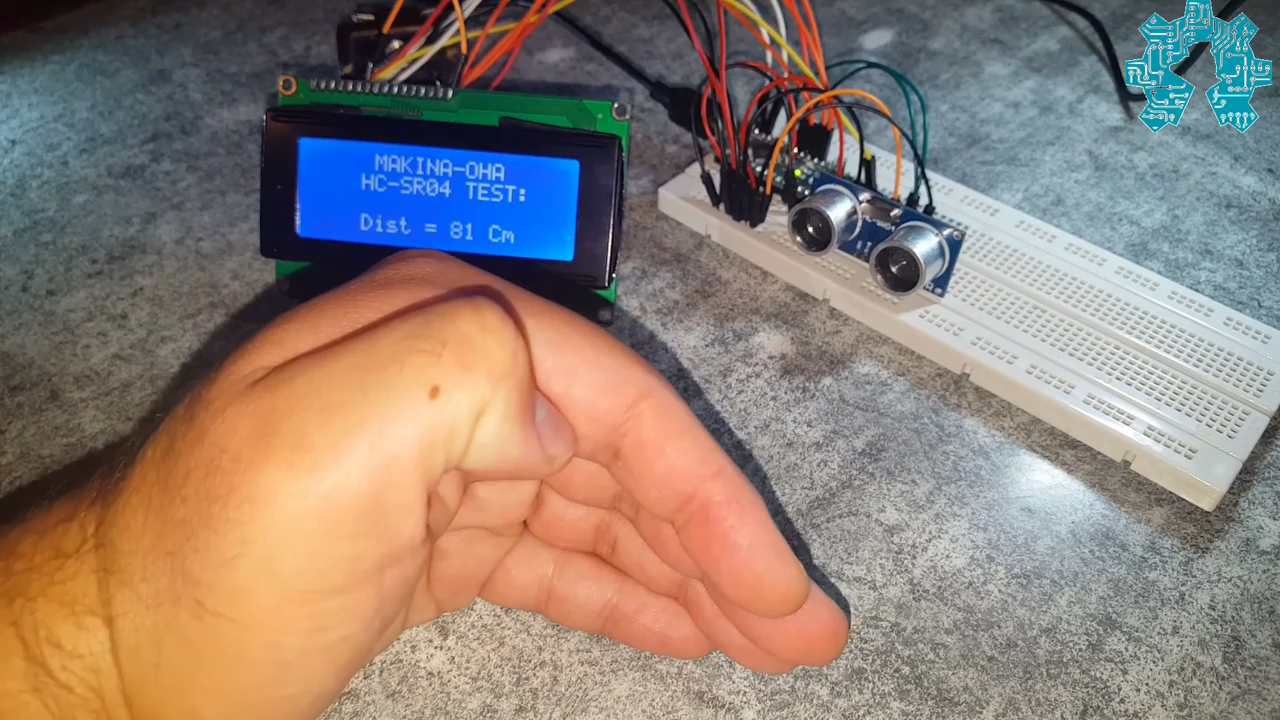 MAKINA-OHA
HC-SR04 TEST:
Dist = 81 Cm